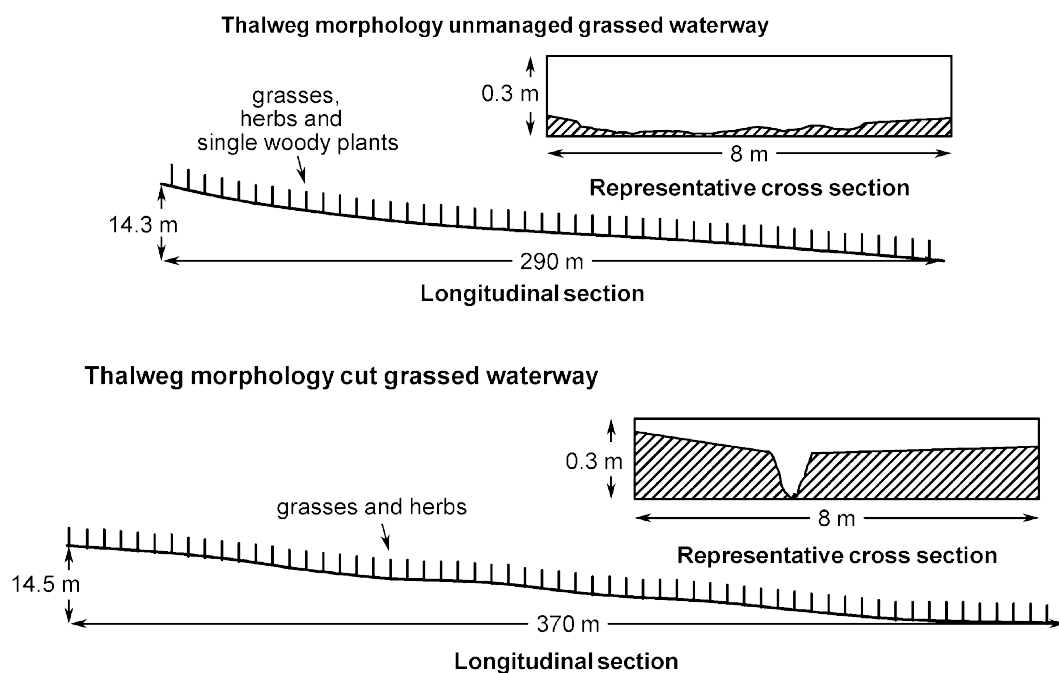 Thalweg morphology unmanaged grassed waterway
grasses,
herbs and
single woody plants
0.3 m
8 m
Representative cross section
14.3 m
290 m
Longitudinal section
Thalweg morphology cut grassed waterway
0.3 m
grasses and herbs
8 m
Representative cross section
14.5 m
370 m
Longitudinal section